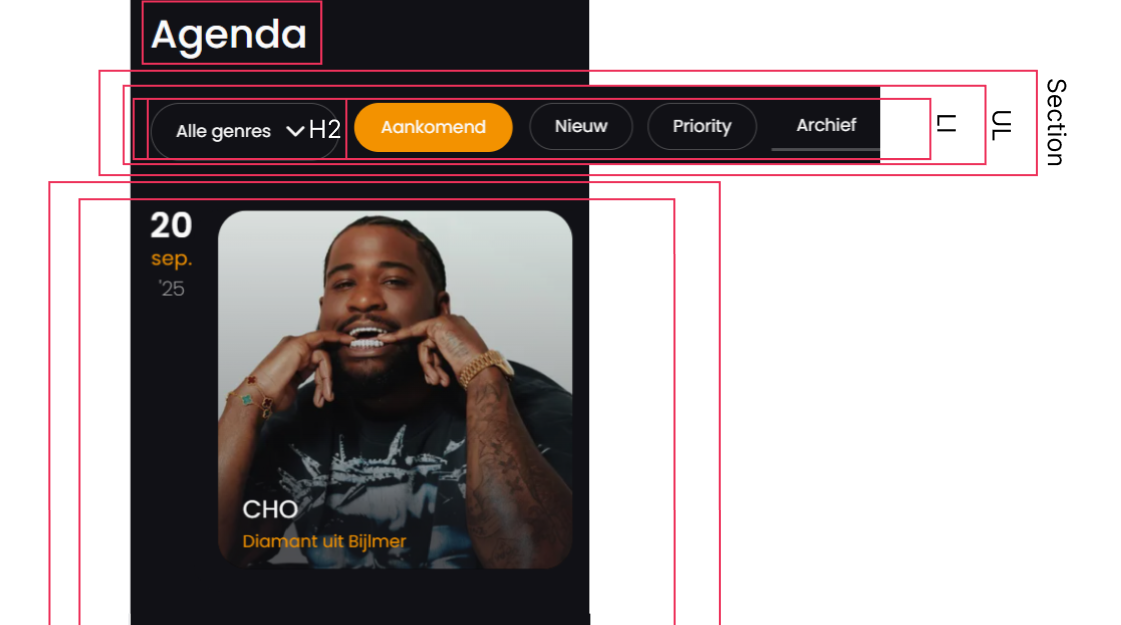 Agenda
Alle genres H2 Aankomend Nieuw Priority Archief LI UL Section
20
sep.
'25
CHO
Diamant uit Bijlmer